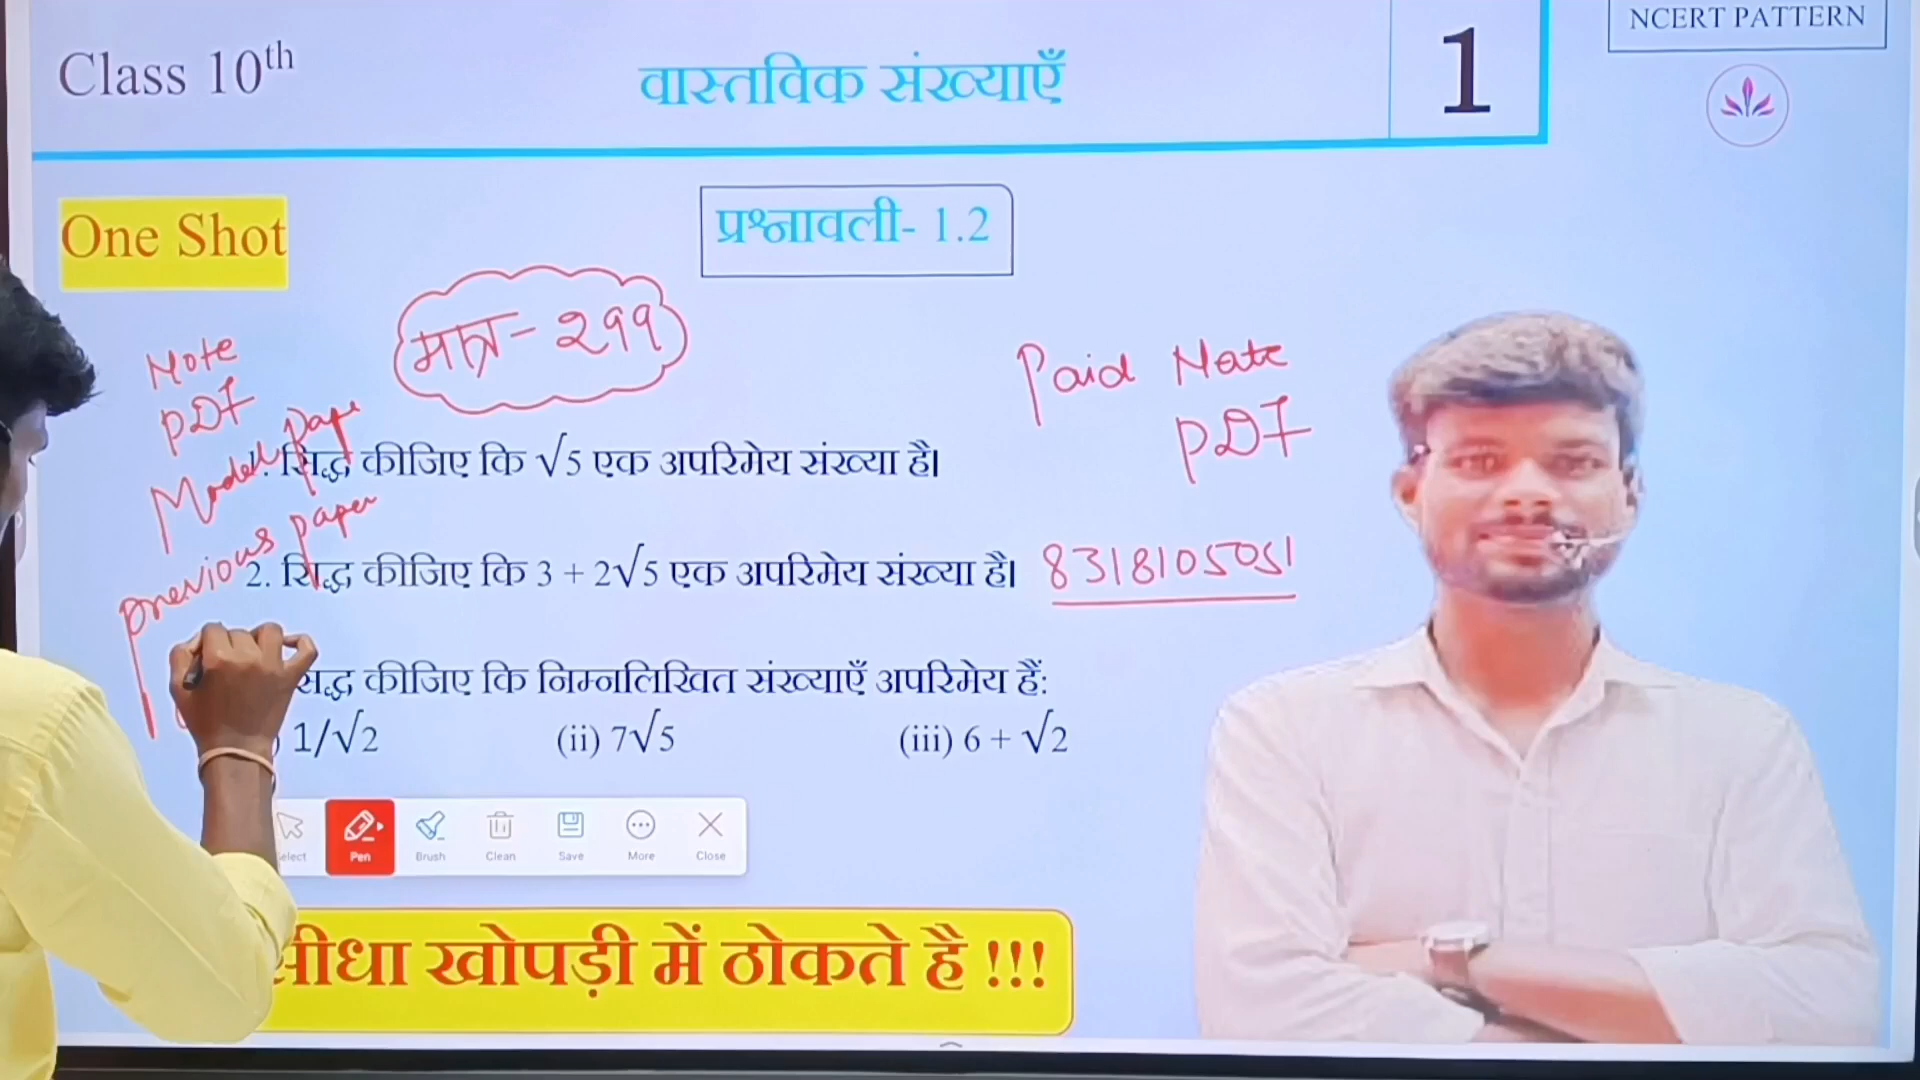 Class 10th
वास्तविक संख्याएँ
1
NCERT PATTERN
One Shot
प्रश्नावली- 1.2
मात्र- 299
Note
PDF
Model pape
previous paper
Paid Note
PDF
सिद्ध कीजिए कि √5 एक अपरिमेय संख्या है।
2. सिद्ध कीजिए कि 3 + 2√5 एक अपरिमेय संख्या है।
8318105051
सिद्ध कीजिए कि निम्नलिखित संख्याएँ अपरिमेय हैं:
) 1/√2 (ii) 7√5 (iii) 6 + √2
elect Pen Brush Clean Save More Close
सीधा खोपड़ी में ठोकते है !!!